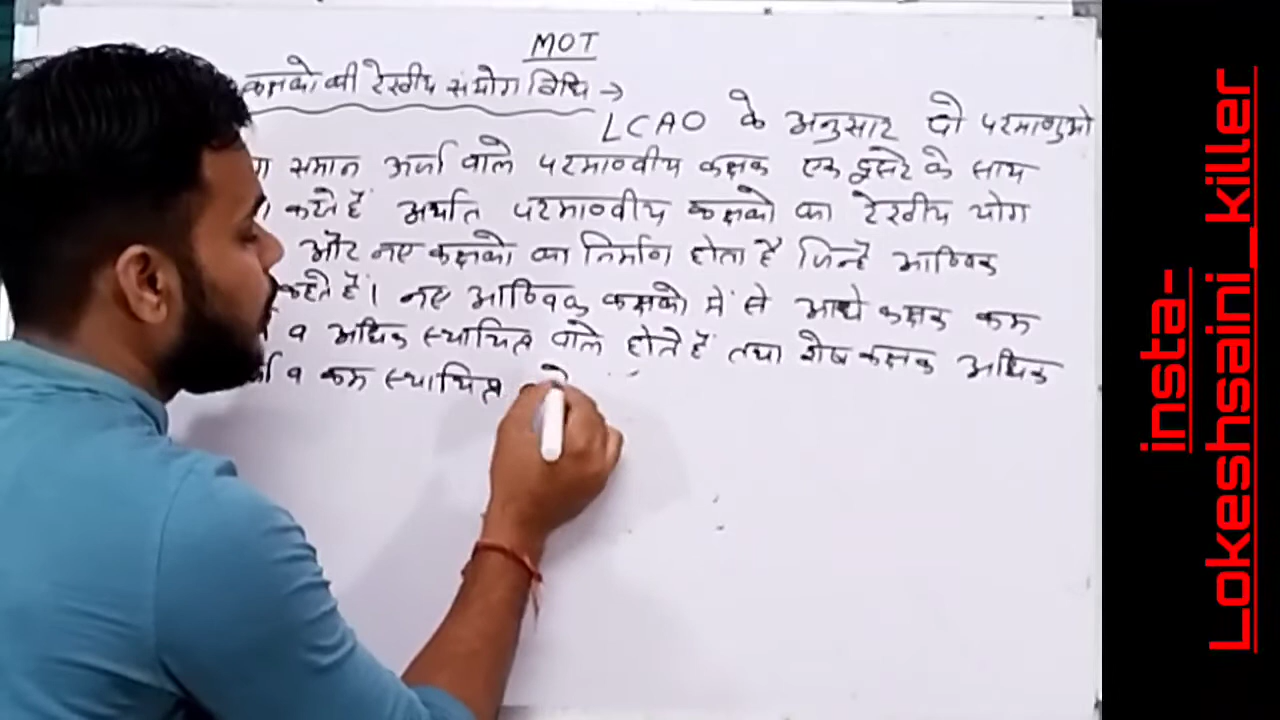 MOT
कक्षको की रेखीय संयोग विधि →
LCAO के अनुसार दो परमाणुओ
समान ऊर्जा वाले परमाण्वीय कक्षक एक दूसरे के साथ
करते हैं अर्थात परमाण्वीय कक्षको का रेखीय योग
और नए कक्षको का निर्माण होता है जिन्हे आण्विक
कहते हैं। नए आण्विक कक्षको में से आधे कक्षक कम
व अधिक स्थायित्व वाले होते हैं तथा शेष कक्षक अधिक
व कम स्थायित्व
insta-
Lokeshsaini_killer